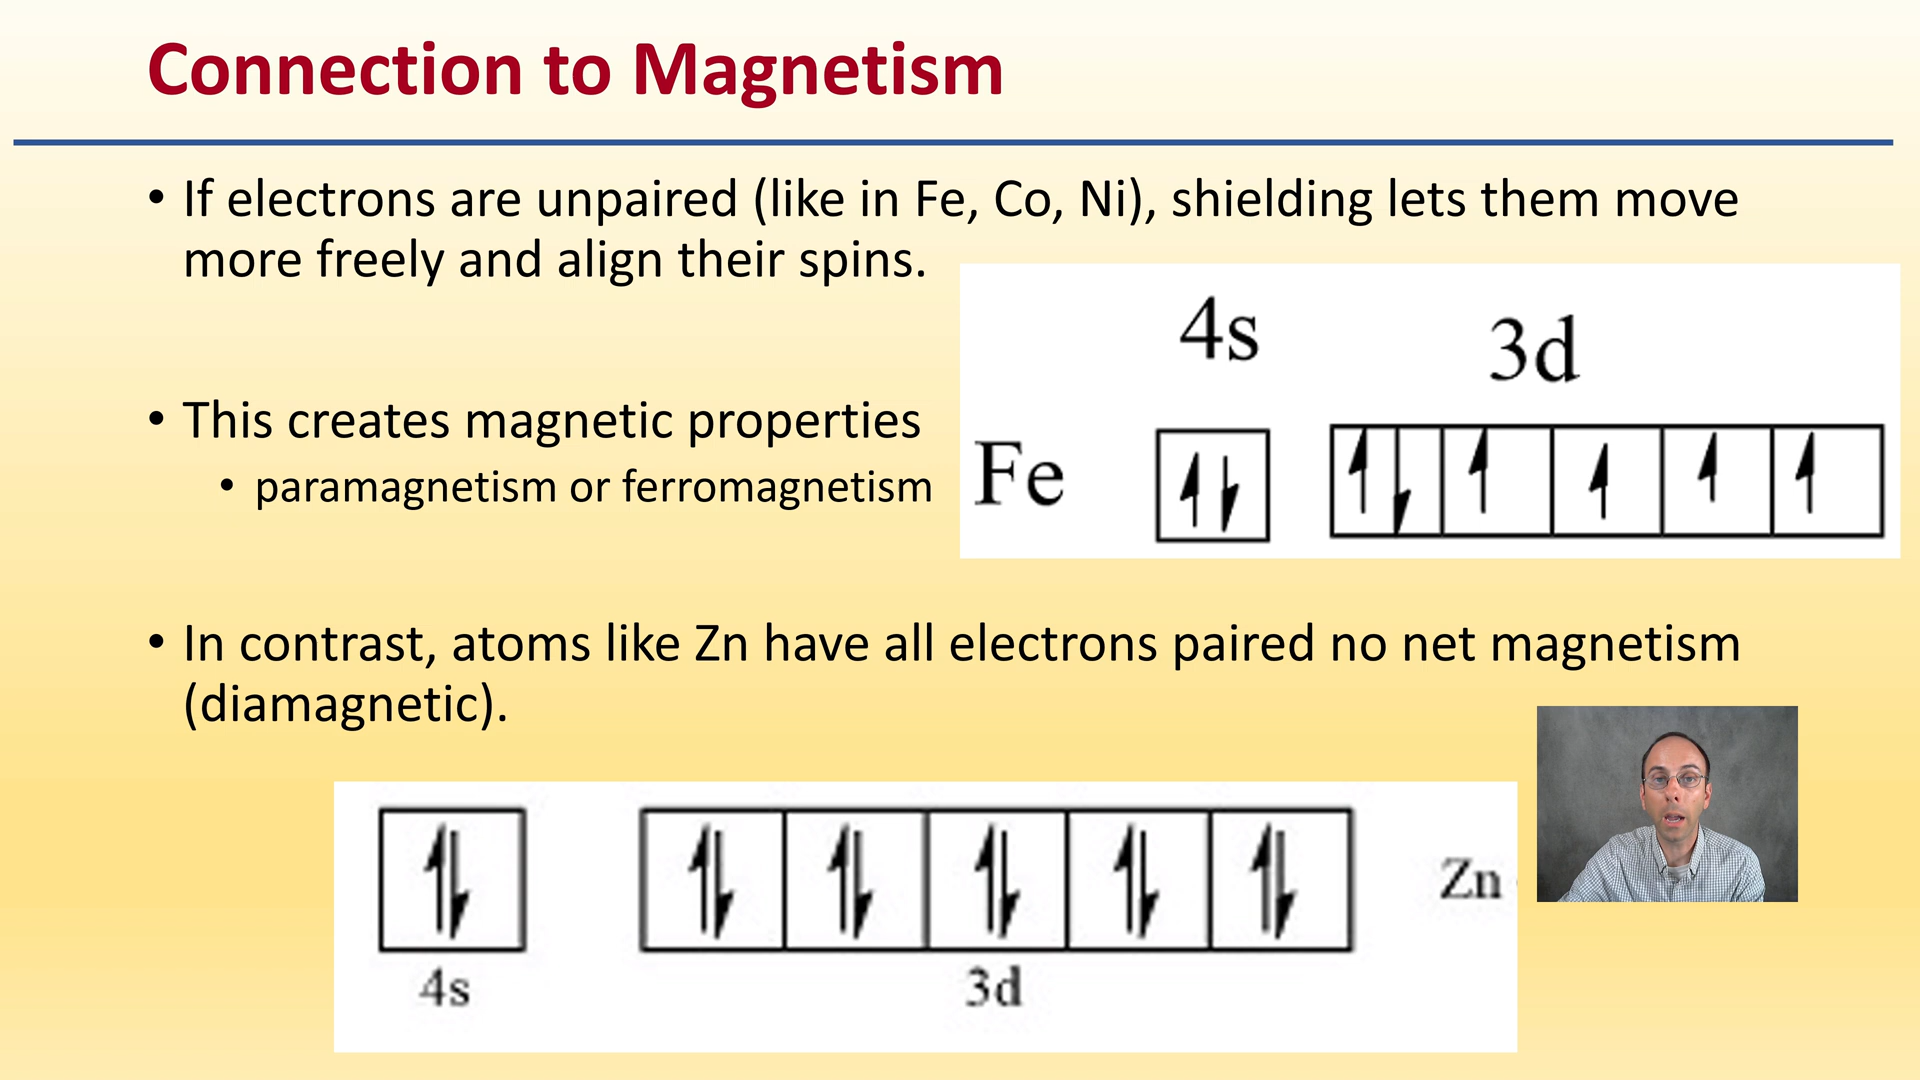 Connection to Magnetism
• If electrons are unpaired (like in Fe, Co, Ni), shielding lets them move
more freely and align their spins.
4s 3d
• This creates magnetic properties
Fe
• paramagnetism or ferromagnetism
• In contrast, atoms like Zn have all electrons paired no net magnetism
(diamagnetic).
Zn
4s 3d